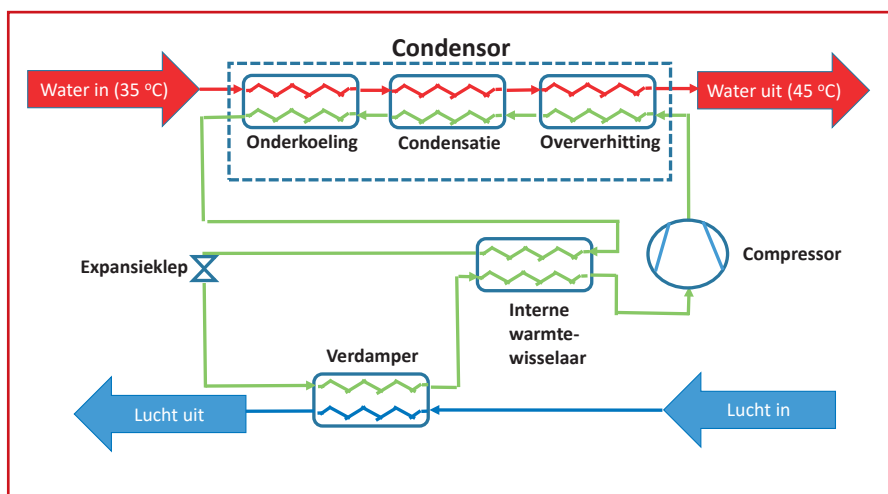 Condensor
Water in (35 °C)
Water uit (45 °C)
Onderkoeling
Condensatie
Oververhitting
Expansieklep
Compressor
Interne
warmte-
wisselaar
Verdamper
Lucht uit
Lucht in